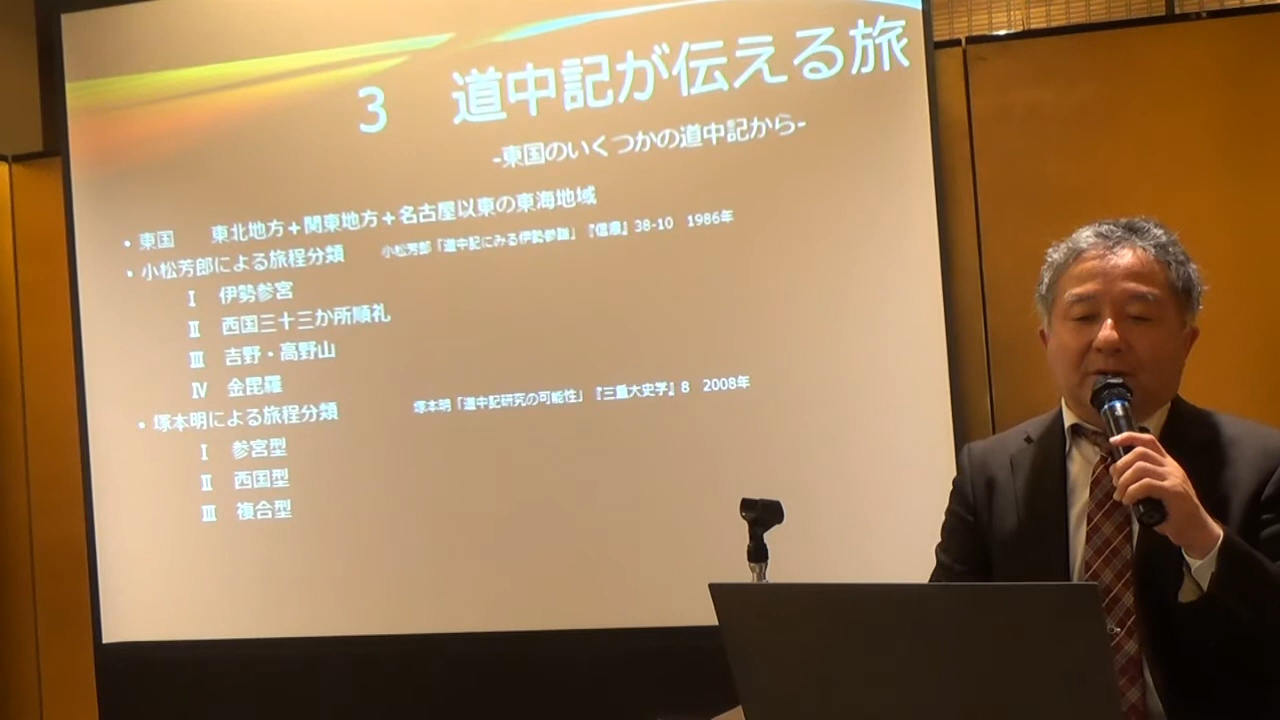 3 道中記が伝える旅
-東国のいくつかの道中記から-
• 東国 東北地方＋関東地方＋名古屋以東の東海地域
• 小松芳郎による旅程分類 小松芳郎「道中記にみる伊勢参詣」『信濃』38-10 1986年
Ⅰ 伊勢参宮
Ⅱ 西国三十三か所順礼
Ⅲ 吉野・高野山
Ⅳ 金毘羅
• 塚本明による旅程分類 塚本明「道中記研究の可能性」『三重大史学』8 2008年
Ⅰ 参宮型
Ⅱ 西国型
Ⅲ 複合型